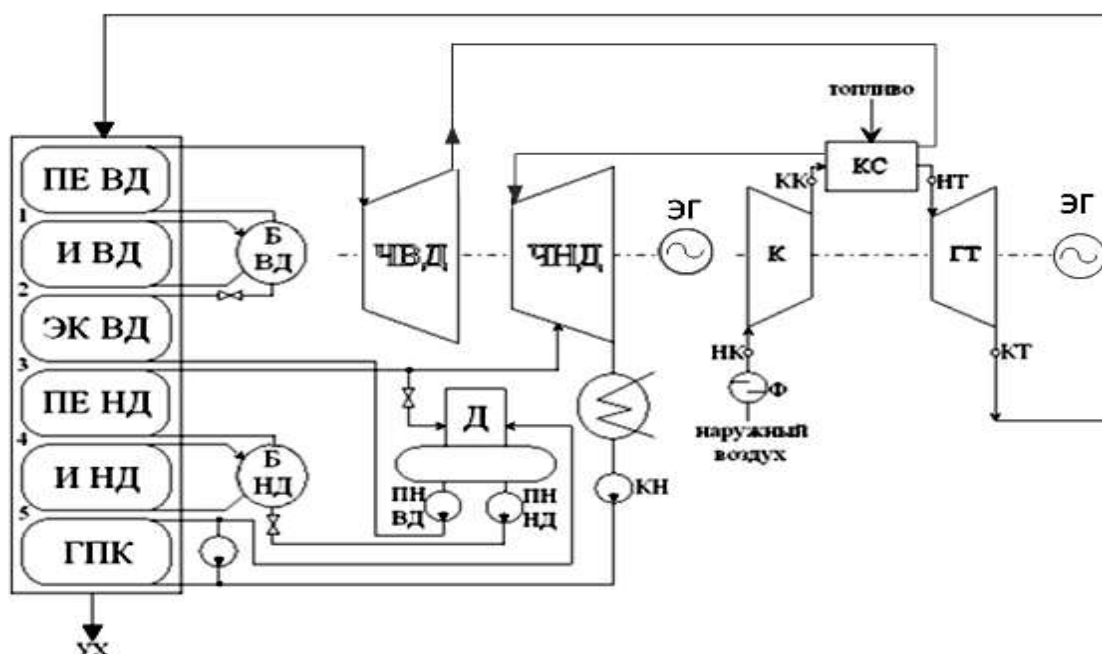 топливо
ПЕ ВД
КК
КС
НТ
ЭГ
ЭГ
1
И ВД
Б
ВД
ЧВД
ЧНД
К
ГТ
2
ЭК ВД
НК
КТ
3
Ф
ПЕ НД
Д
наружный
воздух
4
И НД
Б
НД
ПН
ВД
ПН
НД
КН
5
ГПК
УХ